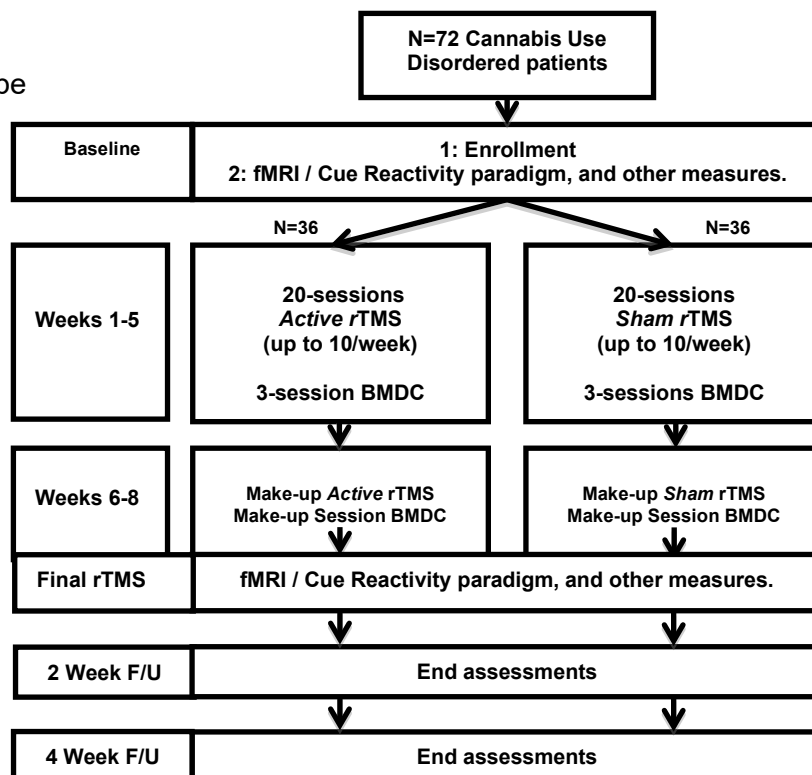 N=72 Cannabis Use
Disordered patients
pe
Baseline
1: Enrollment
2: fMRI / Cue Reactivity paradigm, and other measures.
N=36
N=36
Weeks 1-5
20-sessions
Active rTMS
(up to 10/week)
3-session BMDC
20-sessions
Sham rTMS
(up to 10/week)
3-sessions BMDC
Weeks 6-8
Make-up Active rTMS
Make-up Session BMDC
Make-up Sham rTMS
Make-up Session BMDC
Final rTMS
fMRI / Cue Reactivity paradigm, and other measures.
2 Week F/U
End assessments
4 Week F/U
End assessments